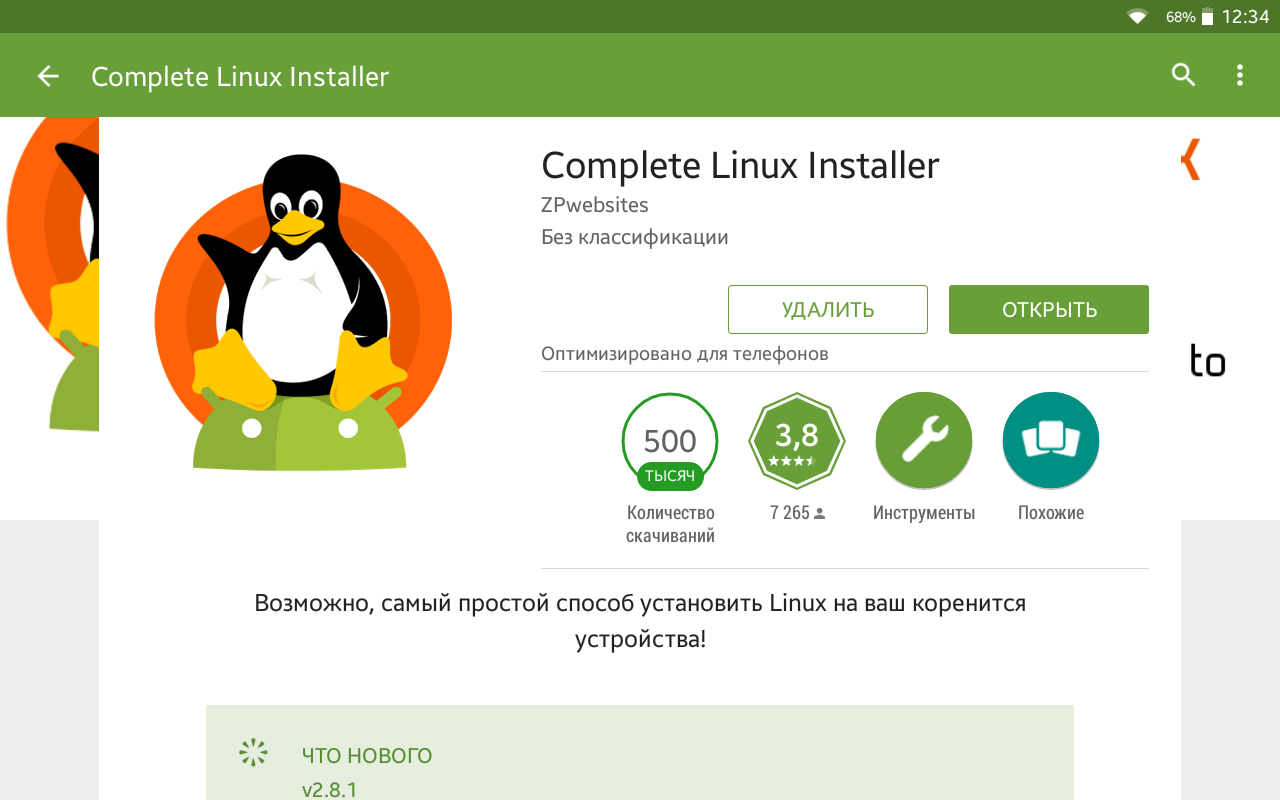 68% 12:34
Complete Linux Installer
Complete Linux Installer
ZPwebsites
Без классификации
УДАЛИТЬ ОТКРЫТЬ
Оптимизировано для телефонов
to
500 3,8
ТЫСЯЧ
Количество 7 265 Инструменты Похожие
скачиваний
Возможно, самый простой способ установить Linux на ваш коренится
устройства!
ЧТО НОВОГО
v2.8.1